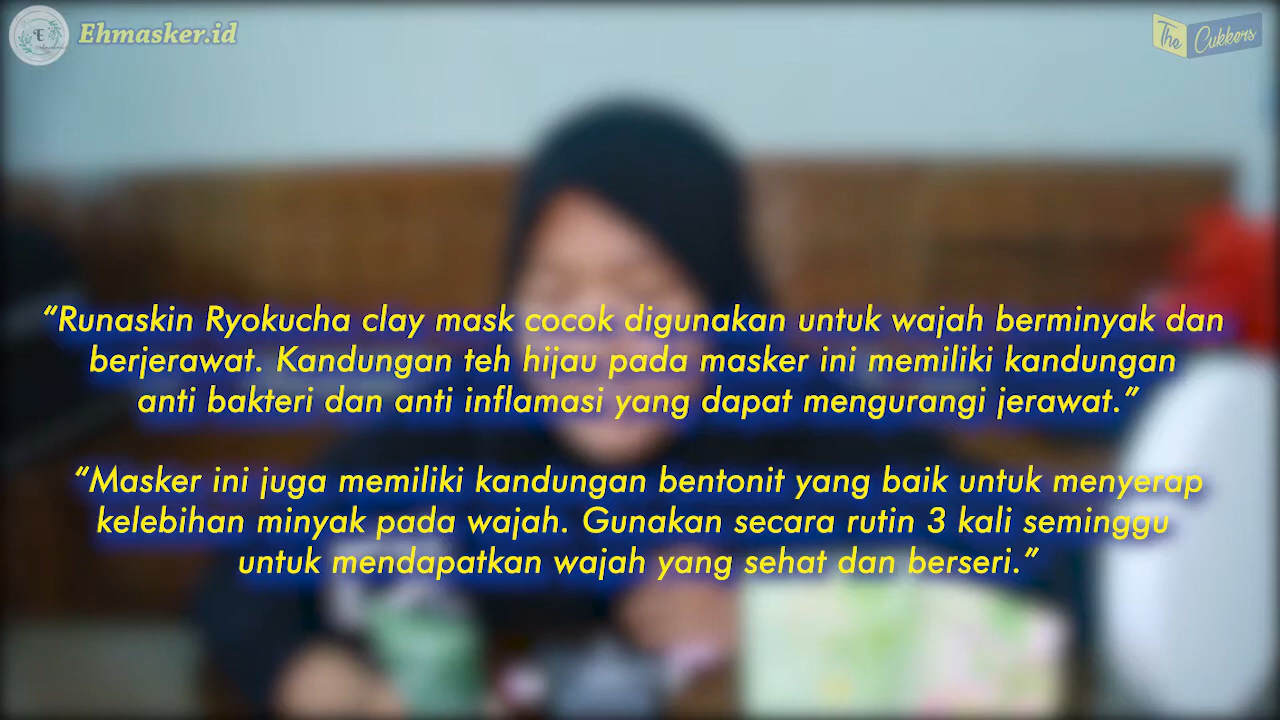 E
Ehmasker.id
The Cukkers
“Runaskin Ryokucha clay mask cocok digunakan untuk wajah berminyak dan
berjerawat. Kandungan teh hijau pada masker ini memiliki kandungan
anti bakteri dan anti inflamasi yang dapat mengurangi jerawat.”
“Masker ini juga memiliki kandungan bentonit yang baik untuk menyerap
kelebihan minyak pada wajah. Gunakan secara rutin 3 kali seminggu
untuk mendapatkan wajah yang sehat dan berseri.”